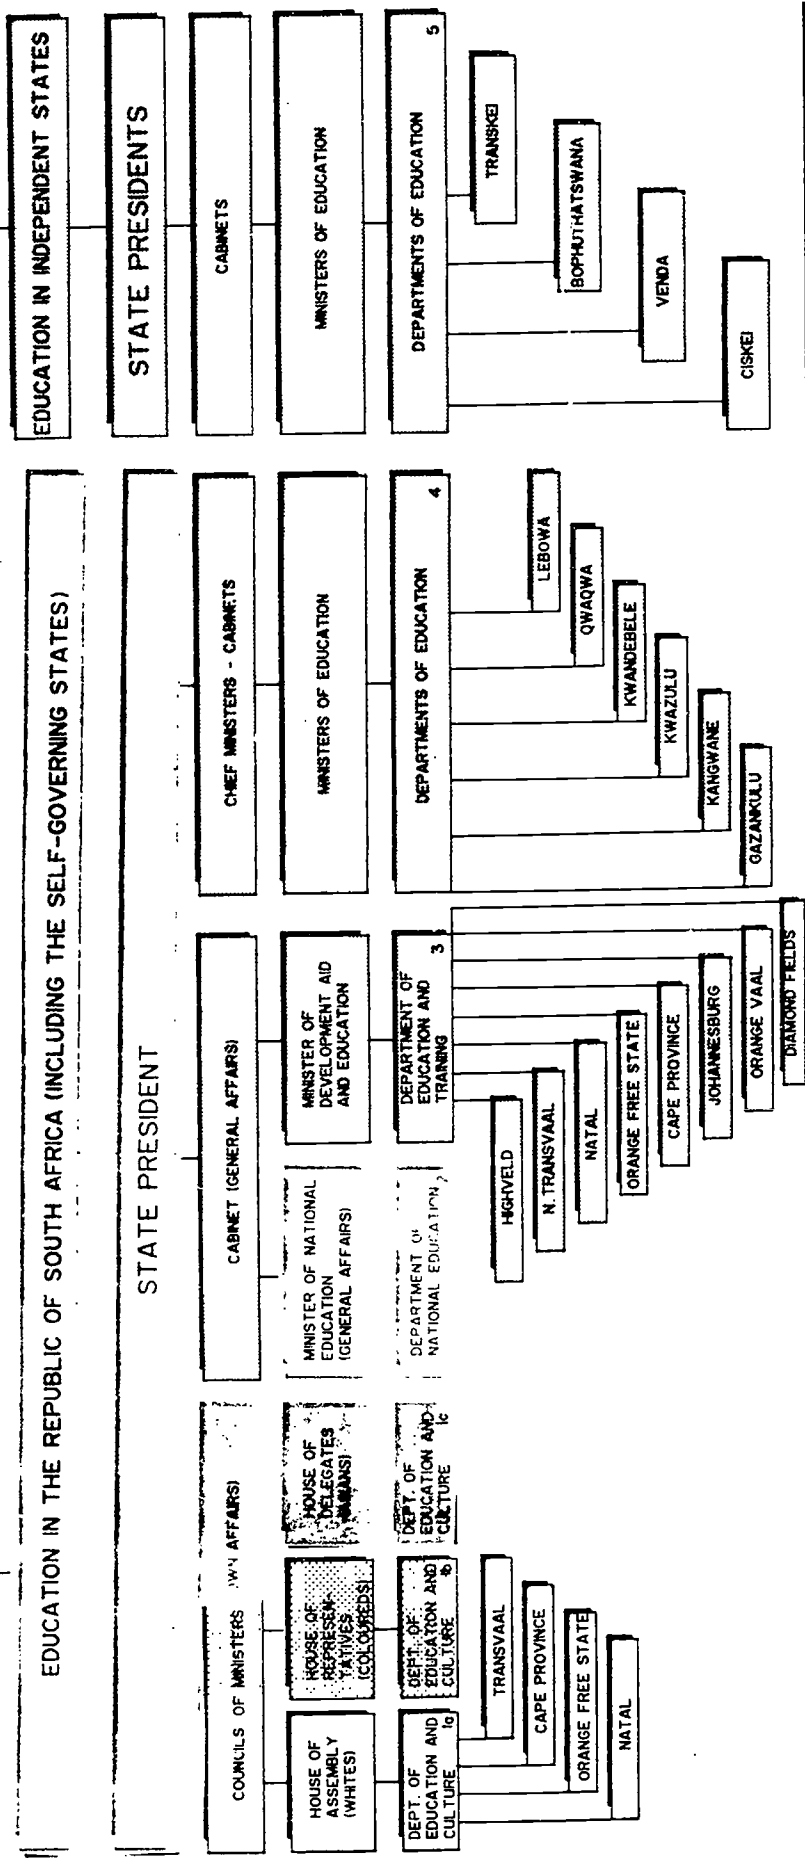 EDUCATION IN THE REPUBLIC OF SOUTH AFRICA (INCLUDING THE SELF-GOVERNING STATES)
STATE PRESIDENT
COUNCILS OF MINISTERS AFFAIRS)
HOUSE OF
ASSEMBLY
(WHITES)
DEPT. OF
EDUCATION AND
CULTURE 1a
TRANSVAAL
CAPE PROVINCE
ORANGE FREE STATE
NATAL
HOUSE OF
REPRESEN-
TATIVES
(COLOUREDS)
DEPT. OF
EDUCATION AND
CULTURE 1b
HOUSE OF
DELEGATES
DEPT. OF
EDUCATION AND
CULTURE 1c
CABINET (GENERAL AFFAIRS)
MINISTER OF NATIONAL
EDUCATION
(GENERAL AFFAIRS)
DEPARTMENT OF
NATIONAL EDUCATION
MINISTER OF
DEVELOPMENT AID
AND EDUCATION
DEPARTMENT OF
EDUCATION AND
TRAINING 3
HIGHVELD
N. TRANSVAAL
NATAL
ORANGE FREE STATE
CAPE PROVINCE
JOHANNESBURG
ORANGE VAAL
DIAMOND FIELDS
CHIEF MINISTERS - CABINETS
MINISTERS OF EDUCATION
DEPARTMENTS OF EDUCATION 4
LEBOWA
QWAQWA
KWANDEBELE
KWAZULU
KANGWANE
GAZANKULU
EDUCATION IN INDEPENDENT STATES
STATE PRESIDENTS
CABINETS
MINISTERS OF EDUCATION
DEPARTMENTS OF EDUCATION 5
TRANSKEI
BOPHUTHATSWANA
VENDA
CISKEI